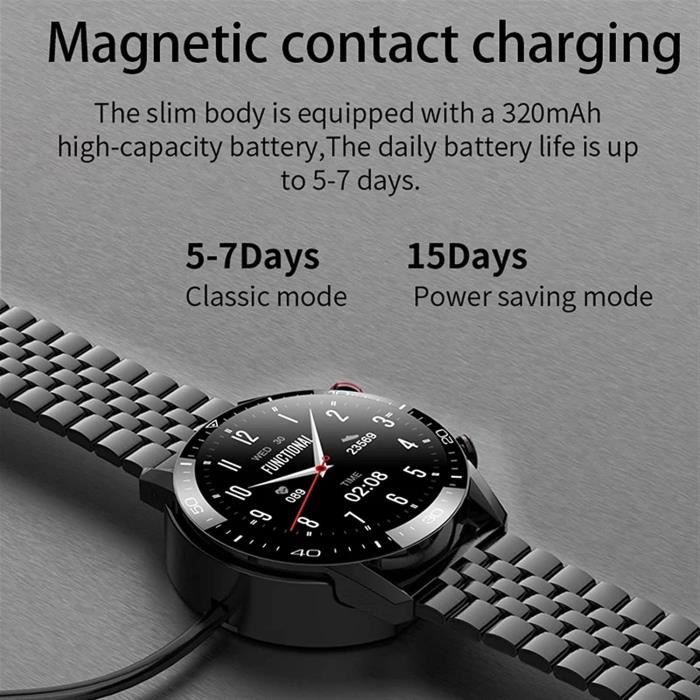 Magnetic contact charging
The slim body is equipped with a 320mAh
high-capacity battery,The daily battery life is up
to 5-7 days.
5-7Days
15Days
Classic mode
Power saving mode
12
1
2
3
4
5
6
7
8
9
10
11
WED 30
FUNCTIONAL
23569
089
TIME
02:08
20
30
40
50